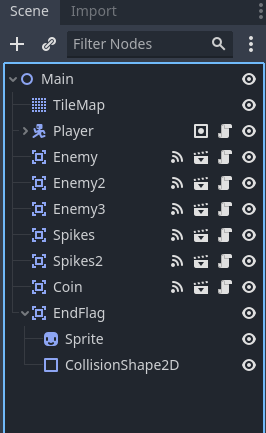 Scene Import
Filter Nodes
Main
TileMap
Player
Enemy
Enemy2
Enemy3
Spikes
Spikes2
Coin
EndFlag
Sprite
CollisionShape2D